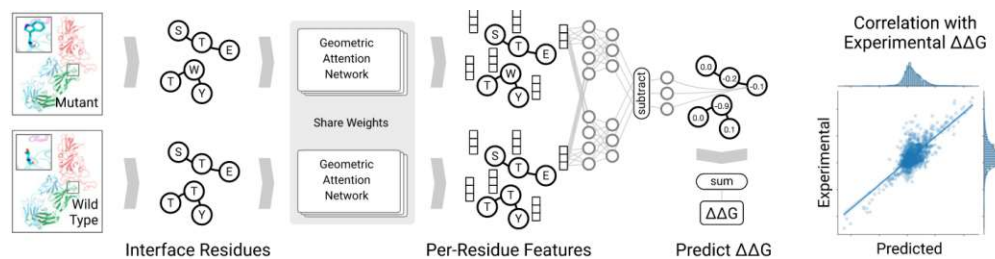 Mutant
S
T
E
W
T
Y
Geometric
Attention
Network
S
T
E
W
T
Y
subtract
0.0
-0.2
-0.1
-0.9
0.0
0.1
Correlation with
Experimental ΔΔG
Share Weights
Wild
Type
S
T
E
T
T
Y
Geometric
Attention
Network
S
T
E
T
T
Y
sum
ΔΔG
Experimental
Predicted
Interface Residues
Per-Residue Features
Predict ΔΔG